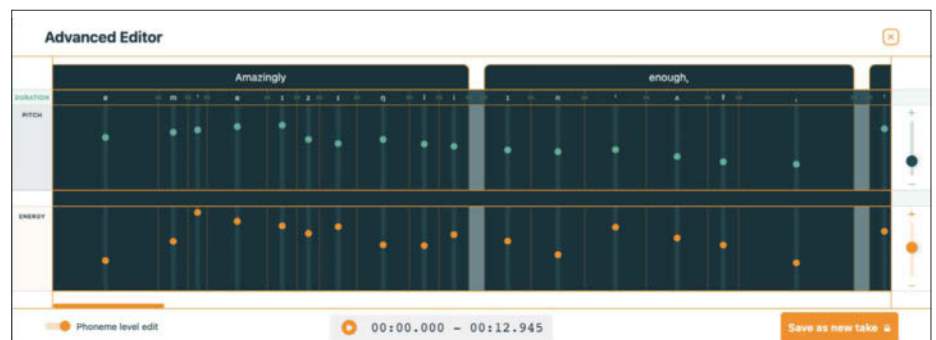 Advanced Editor
Amazingly enough,
DURATION
PITCH
+
−
ENERGY
+
−
Phoneme level edit
00:00.000 – 00:12.945
Save as new take